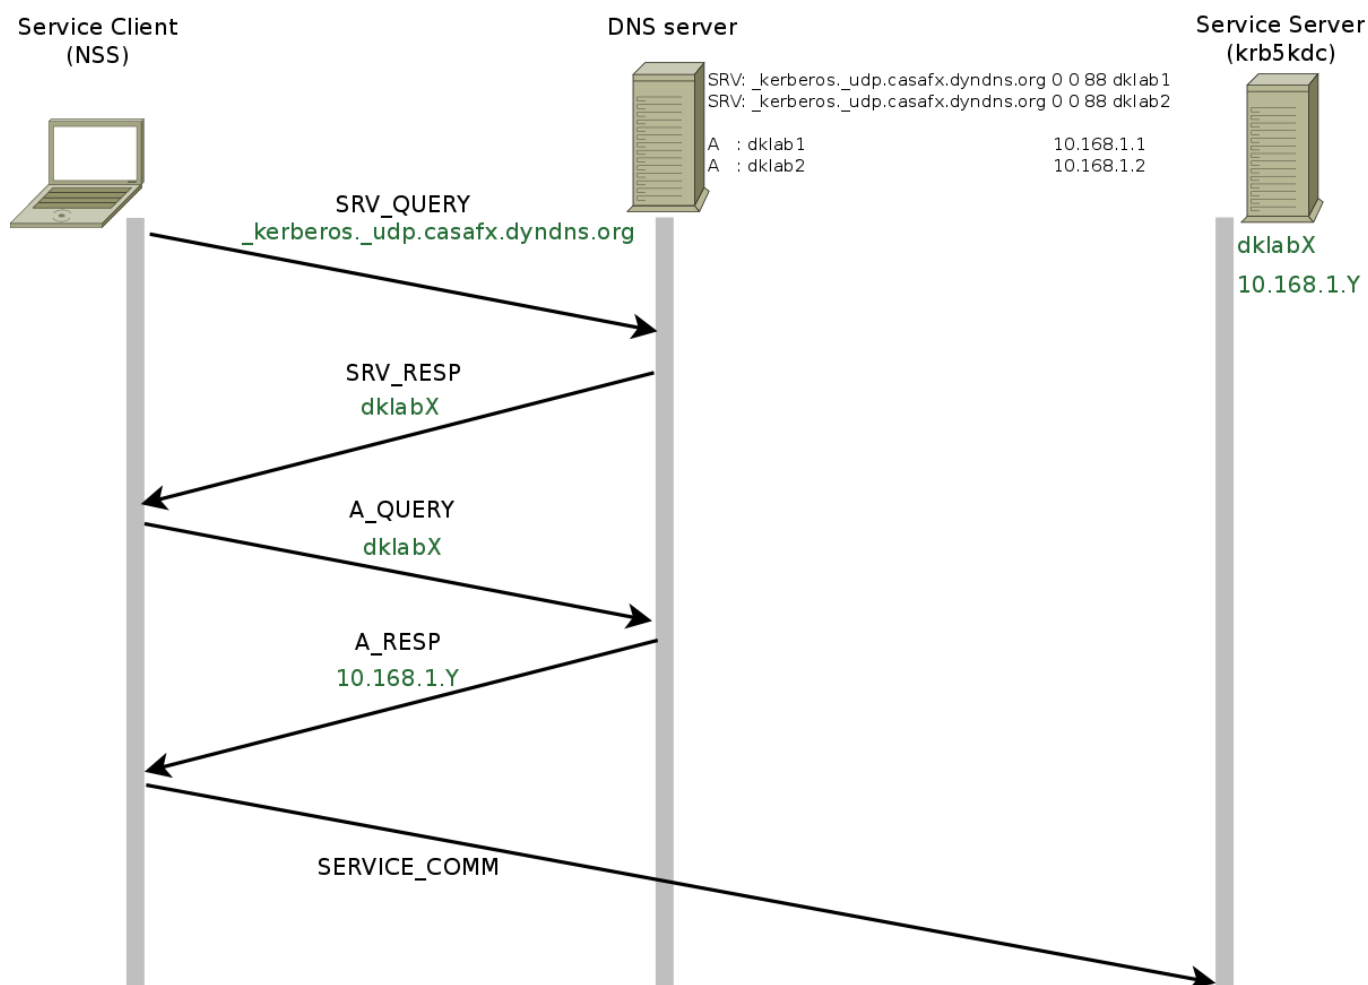 Service Client
(NSS)
DNS server
Service Server
(krb5kdc)
SRV: _kerberos._udp.casafx.dyndns.org 0 0 88 dklab1
SRV: _kerberos._udp.casafx.dyndns.org 0 0 88 dklab2
A : dklab1 10.168.1.1
A : dklab2 10.168.1.2
SRV_QUERY
_kerberos._udp.casafx.dyndns.org
dklabX
10.168.1.Y
SRV_RESP
dklabX
A_QUERY
dklabX
A_RESP
10.168.1.Y
SERVICE_COMM